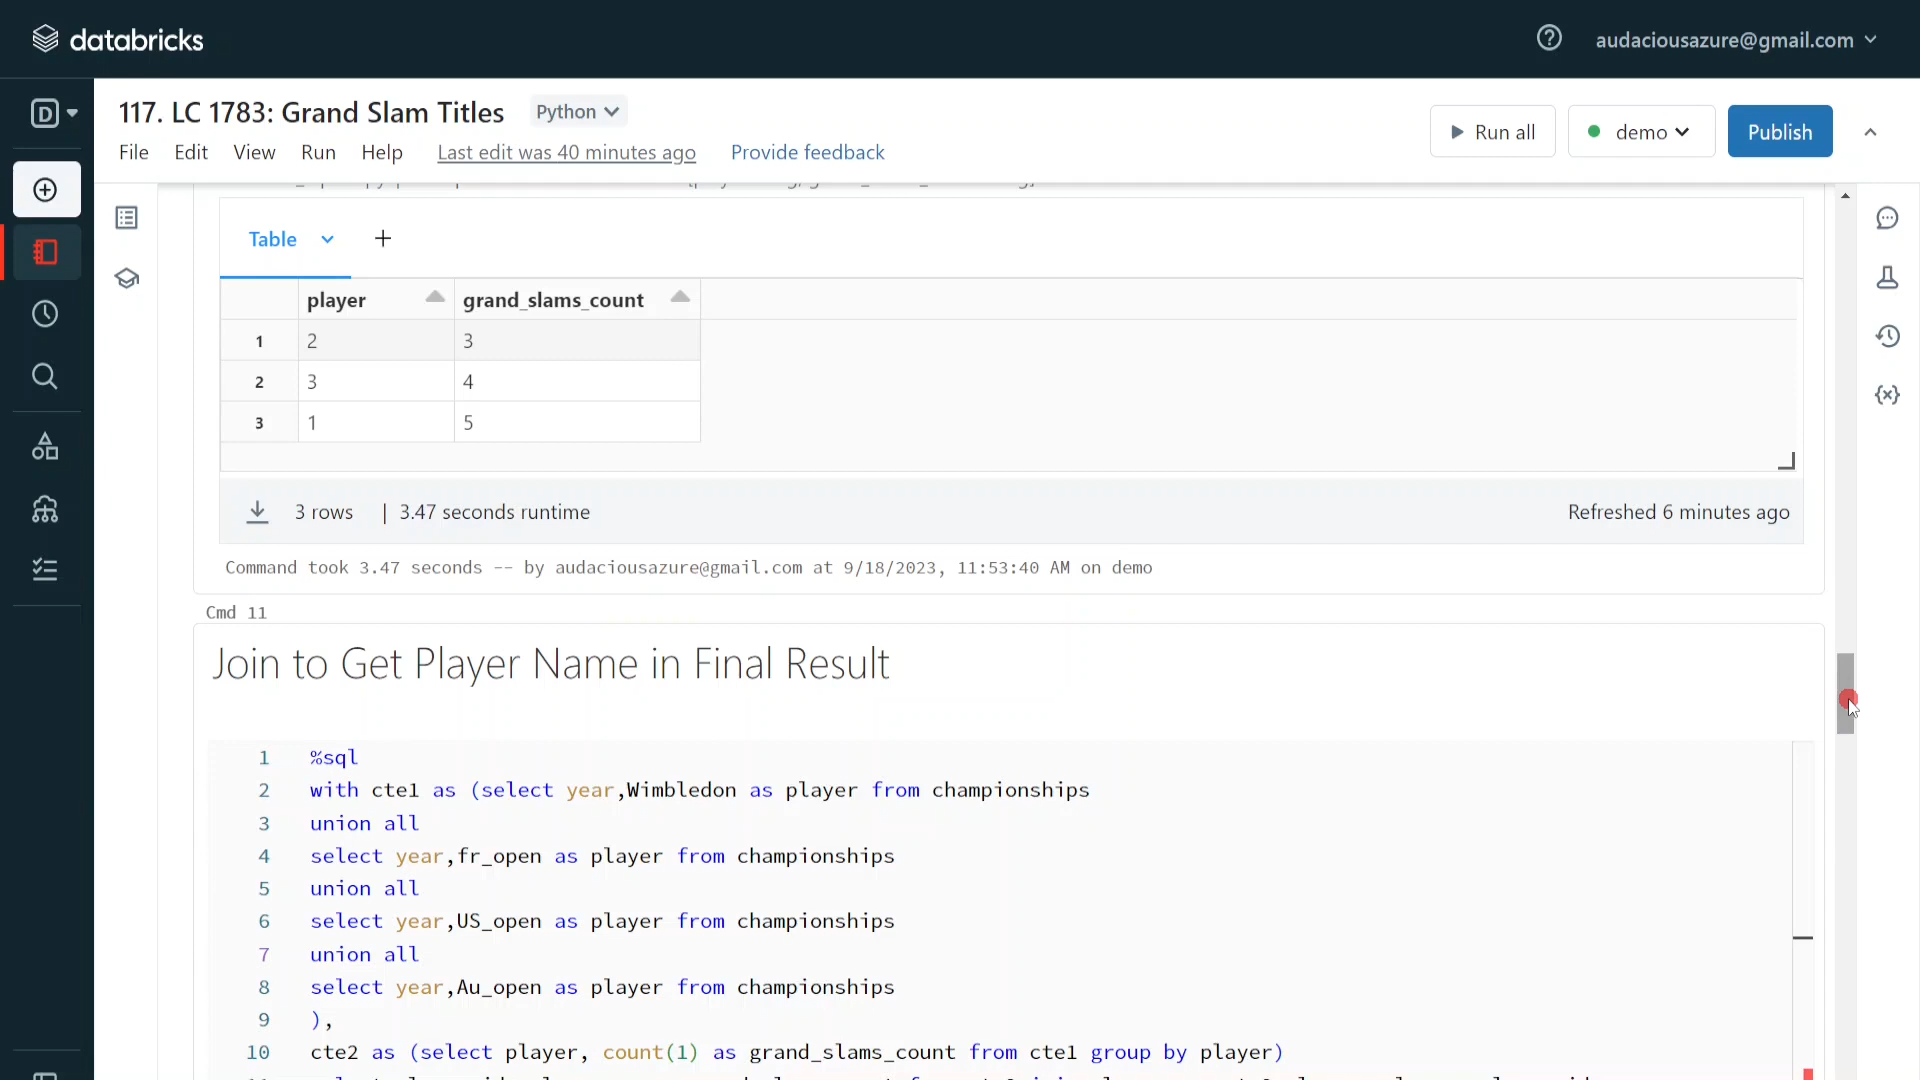 databricks
audaciousazure@gmail.com
D
117. LC 1783: Grand Slam Titles
Python
File Edit View Run Help Last edit was 40 minutes ago Provide feedback
Run all
demo
Publish
Table +
player grand_slams_count
1 2 3
2 3 4
3 1 5
3 rows | 3.47 seconds runtime
Refreshed 6 minutes ago
Command took 3.47 seconds -- by audaciousazure@gmail.com at 9/18/2023, 11:53:40 AM on demo
Cmd 11
Join to Get Player Name in Final Result
1 %sql
2 with cte1 as (select year,Wimbledon as player from championships
3 union all
4 select year,fr_open as player from championships
5 union all
6 select year,US_open as player from championships
7 union all
8 select year,Au_open as player from championships
9 ),
10 cte2 as (select player, count(1) as grand_slams_count from cte1 group by player)